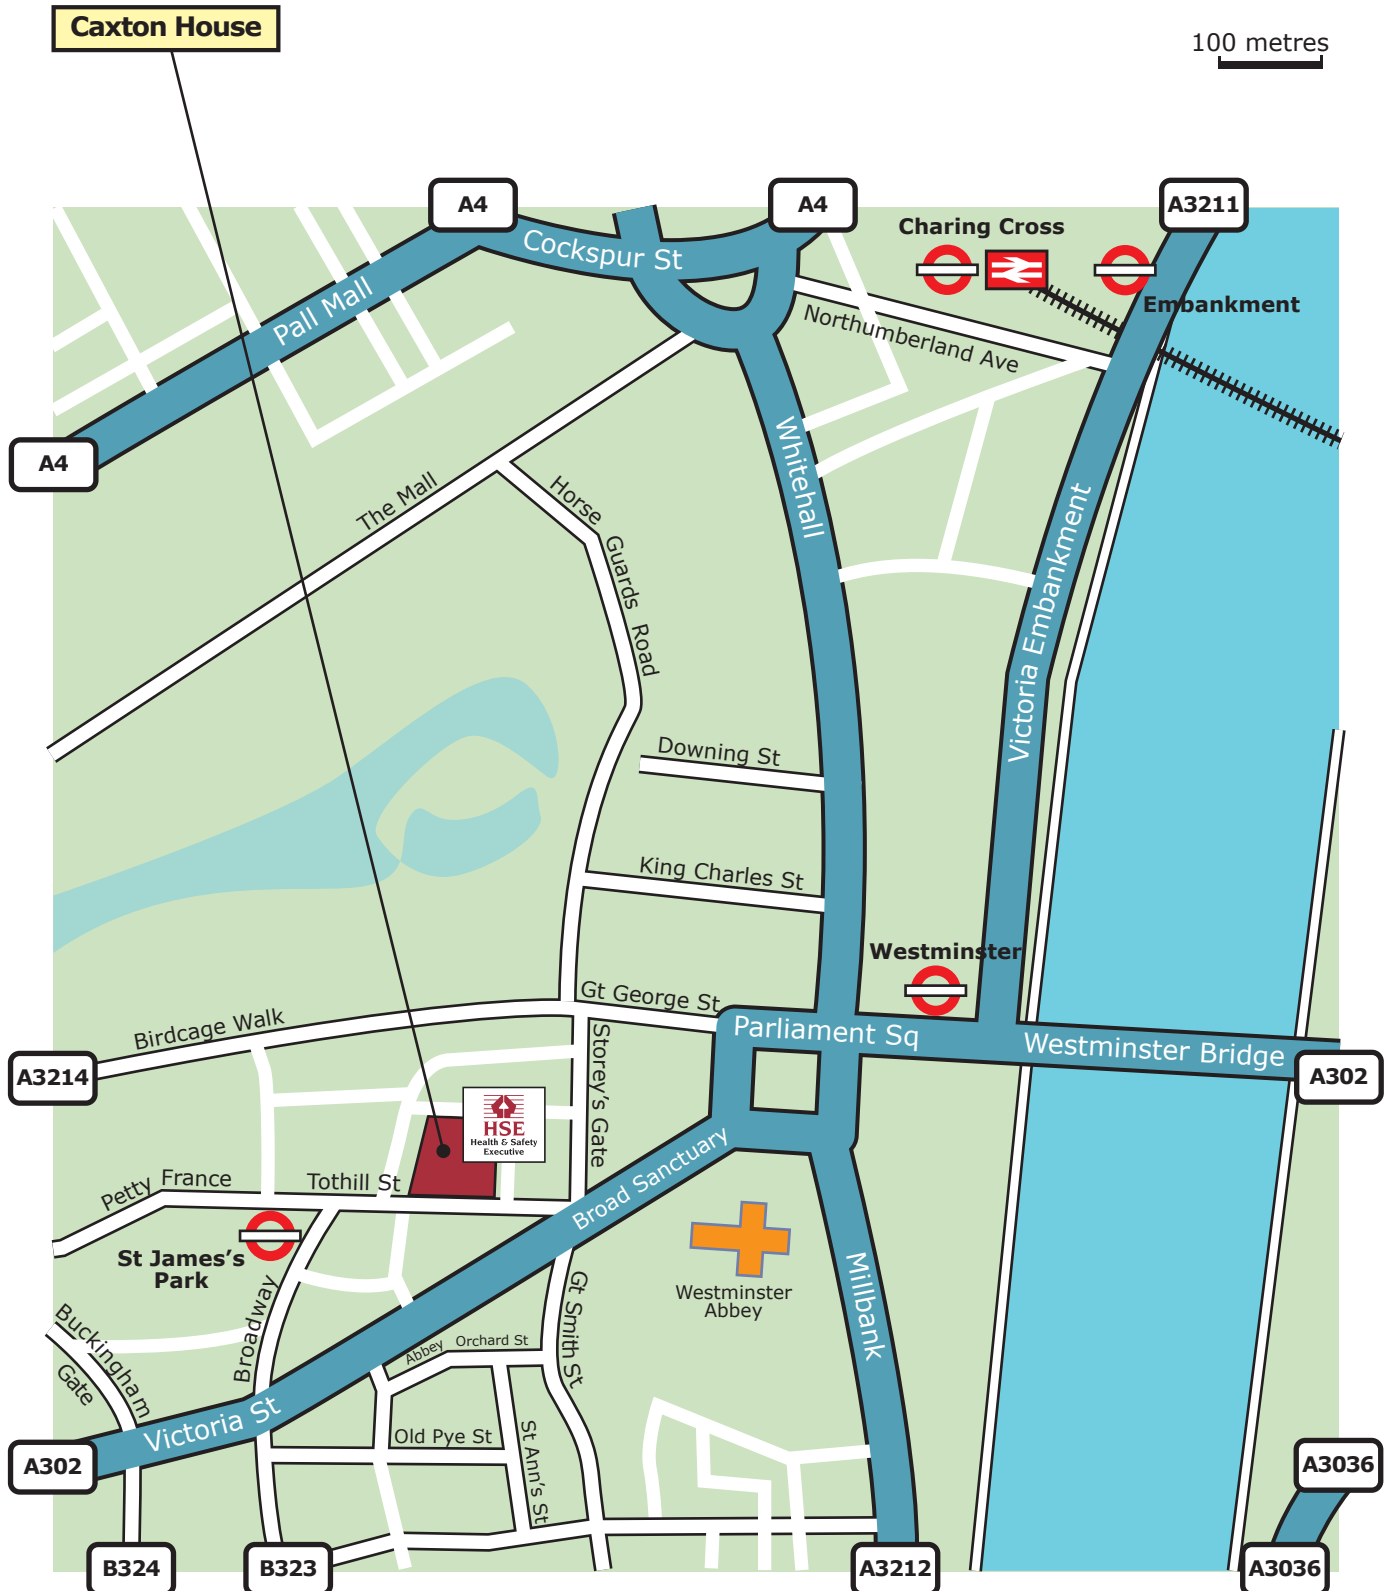 Caxton House
100 metres
A4
A4
A3211
Charing Cross
Cockspur St
Embankment
Pall Mall
Northumberland Ave
A4
Whitehall
The Mall
Horse Guards Road
Victoria Embankment
Downing St
King Charles St
Westminster
Gt George St
Birdcage Walk
Parliament Sq
Westminster Bridge
A3214
A302
Storey's Gate
HSE
Health & Safety
Executive
Petty France
Tothill St
Broad Sanctuary
St James's
Park
Westminster
Abbey
Millbank
Buckingham
Gate
Broadway
Gt Smith St
Abbey Orchard St
Victoria St
Old Pye St
St Ann's St
A302
A3036
B324
B323
A3212
A3036